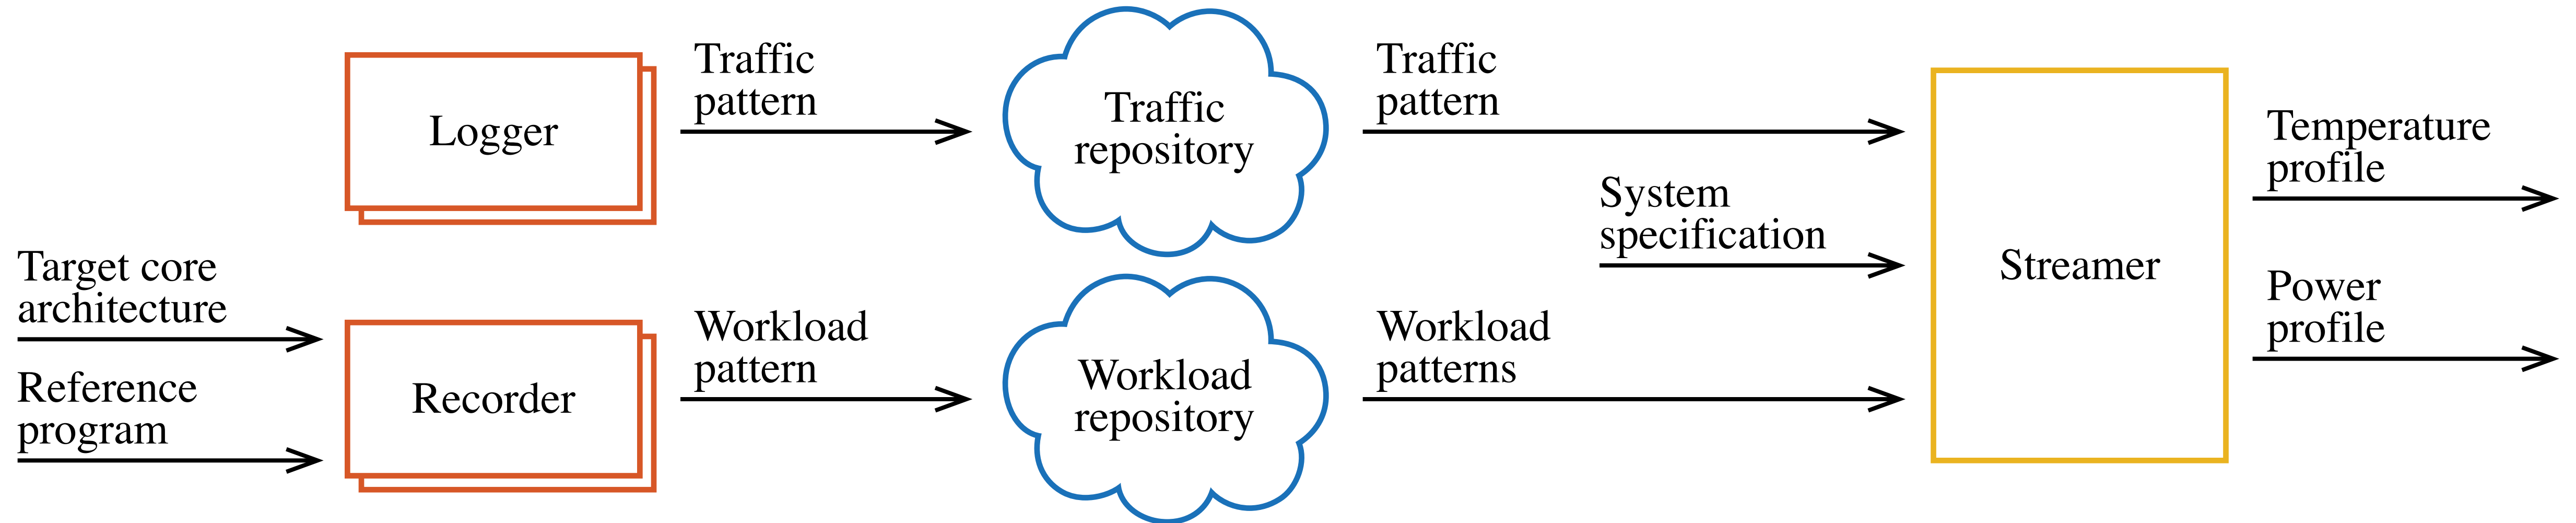 Traffic
pattern
Logger
Traffic
repository
Traffic
pattern
System
specification
Temperature
profile
Streamer
Power
profile
Target core
architecture
Reference
program
Recorder
Workload
pattern
Workload
repository
Workload
patterns